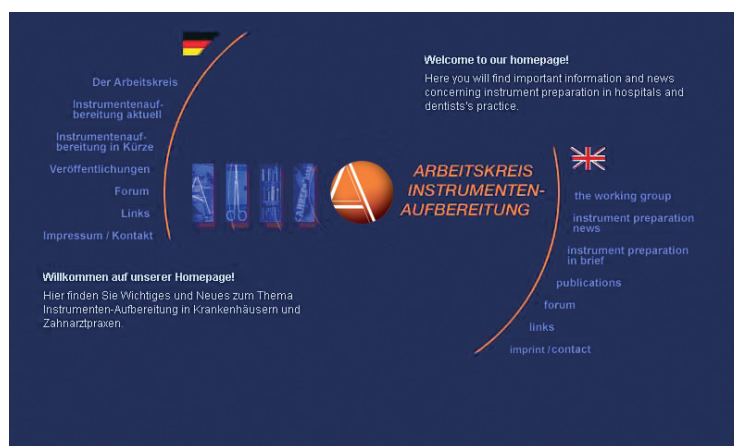 Der Arbeitskreis
Instrumentenauf-
bereitung aktuell
Instrumentenauf-
bereitung in Kürze
Veröffentlichungen
Forum
Links
Impressum / Kontakt
Willkommen auf unserer Homepage!
Hier finden Sie Wichtiges und Neues zum Thema
Instrumenten-Aufbereitung in Krankenhäusern und
Zahnarztpraxen.
ARBEITSKREIS
INSTRUMENTEN-
AUFBEREITUNG
Welcome to our homepage!
Here you will find important information and news
concerning instrument preparation in hospitals and
dentists's practice.
the working group
instrument preparation
news
instrument preparation
in brief
publications
forum
links
imprint / contact